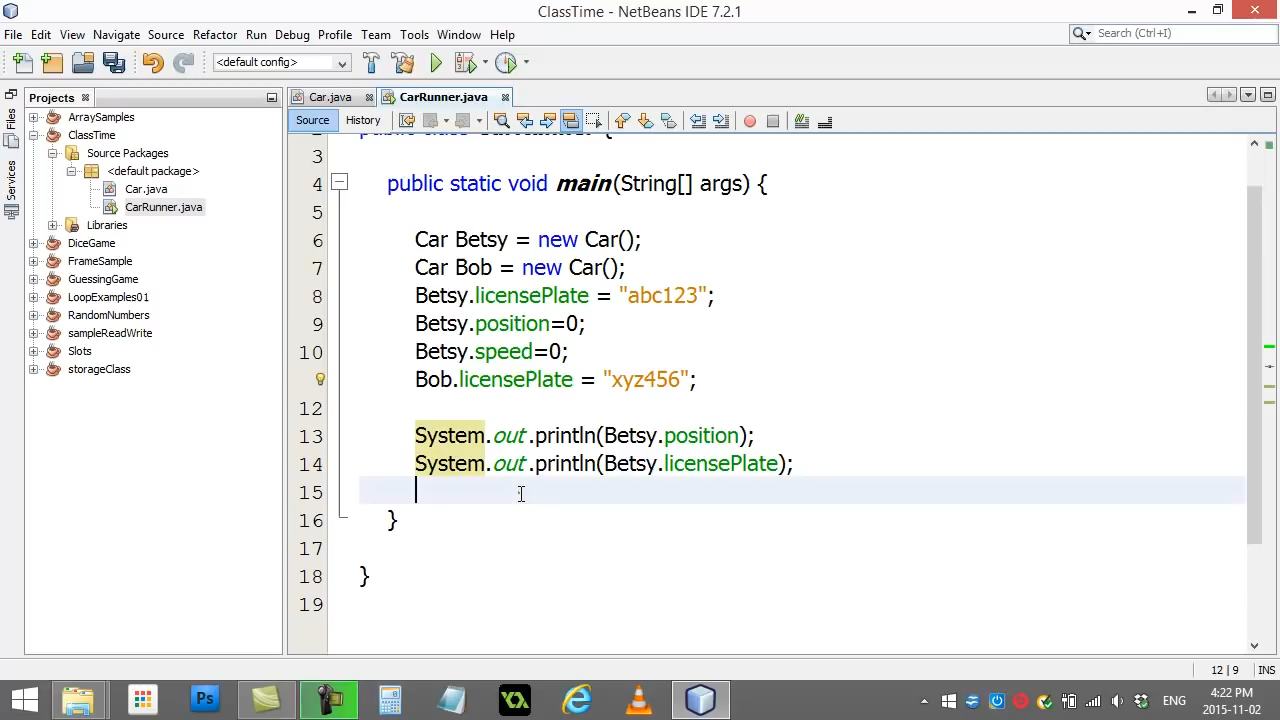 ClassTime - NetBeans IDE 7.2.1
File Edit View Navigate Source Refactor Run Debug Profile Team Tools Window Help
Search (Ctrl+I)
<default config>
Projects
Car.java
CarRunner.java
Files
Services
ArraySamples
ClassTime
Source Packages
<default package>
Car.java
CarRunner.java
Libraries
DiceGame
FrameSample
GuessingGame
LoopExamples01
RandomNumbers
sampleReadWrite
Slots
storageClass
Source History
3
4 public static void main(String[] args) {
5
6 Car Betsy = new Car();
7 Car Bob = new Car();
8 Betsy.licensePlate = "abc123";
9 Betsy.position=0;
10 Betsy.speed=0;
Bob.licensePlate = "xyz456";
12
13 System.out.println(Betsy.position);
14 System.out.println(Betsy.licensePlate);
15
16 }
17
18 }
19
12 | 9 INS
Ps
ENG
4:22 PM
2015-11-02